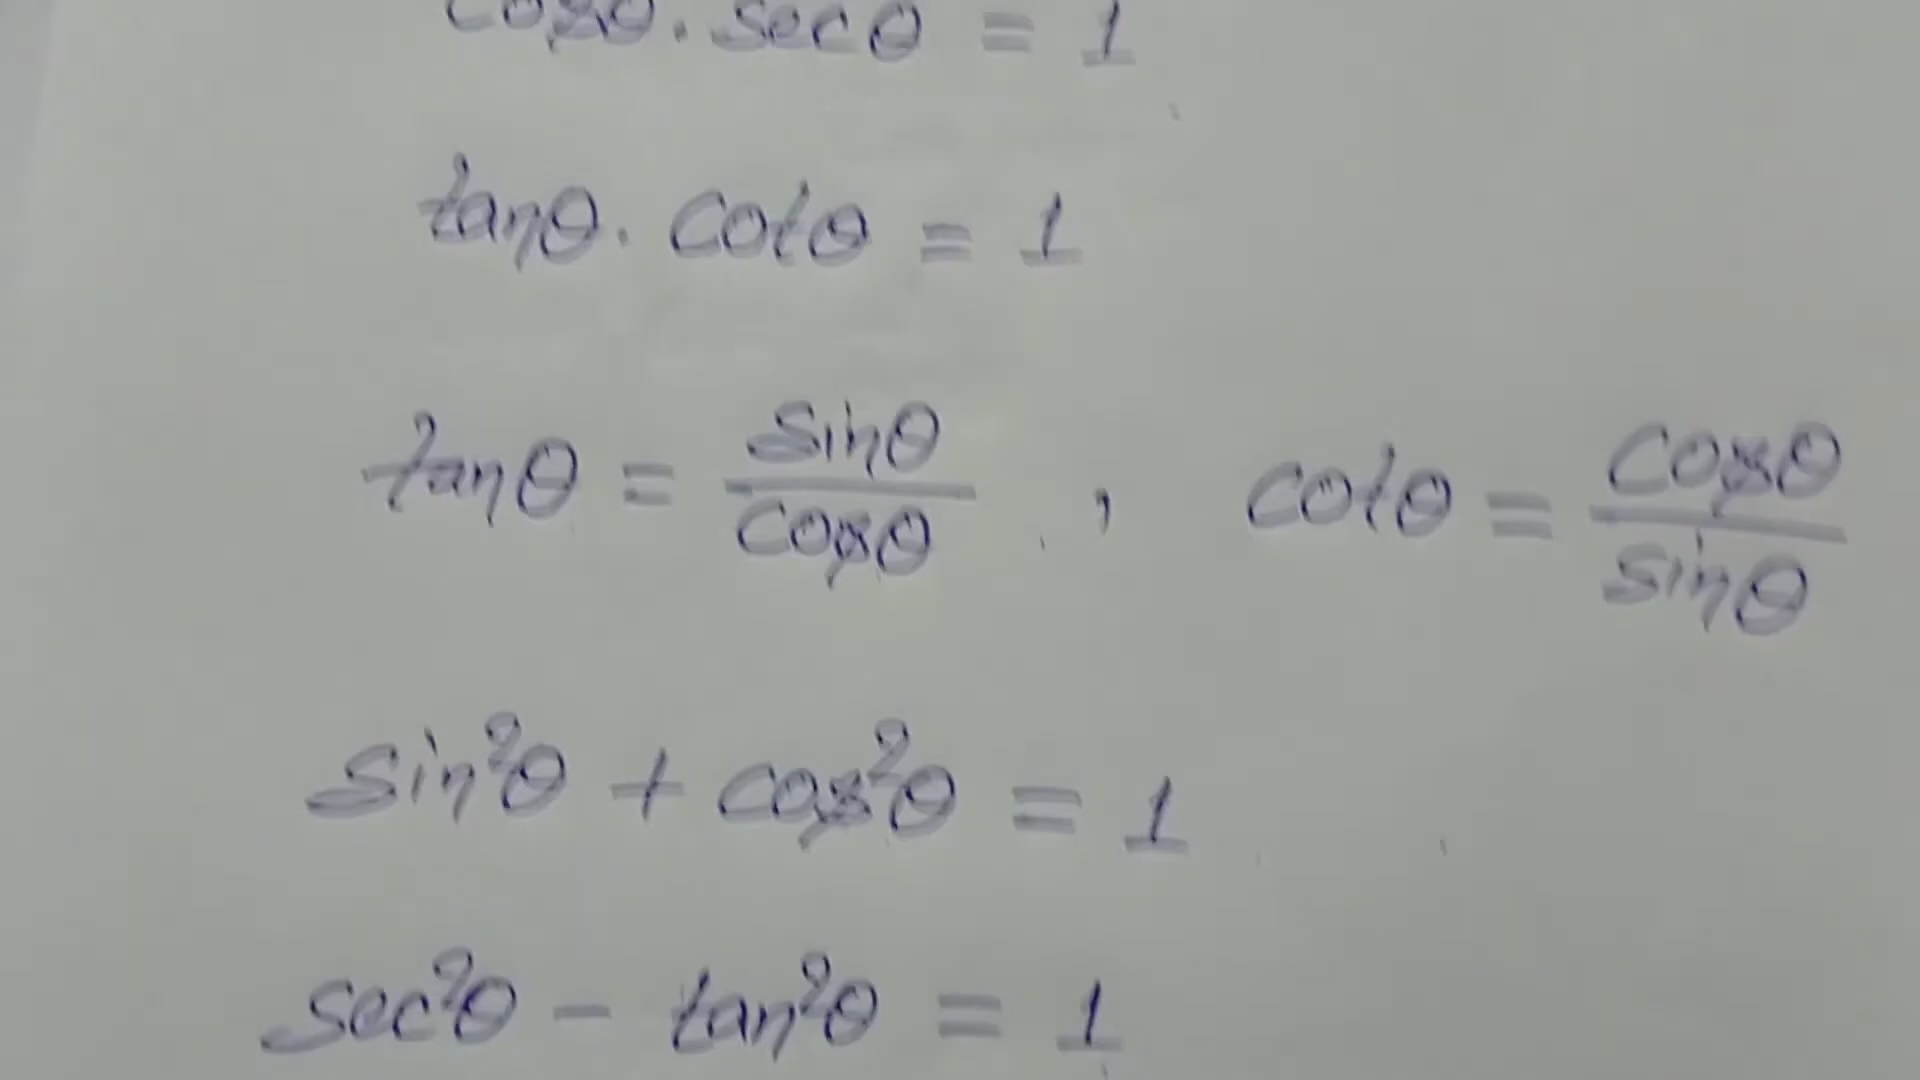 cosθ . secθ = 1
tanθ . cotθ = 1
tanθ = sinθ/cosθ , cotθ = cosθ/sinθ
sin²θ + cos²θ = 1
sec²θ - tan²θ = 1